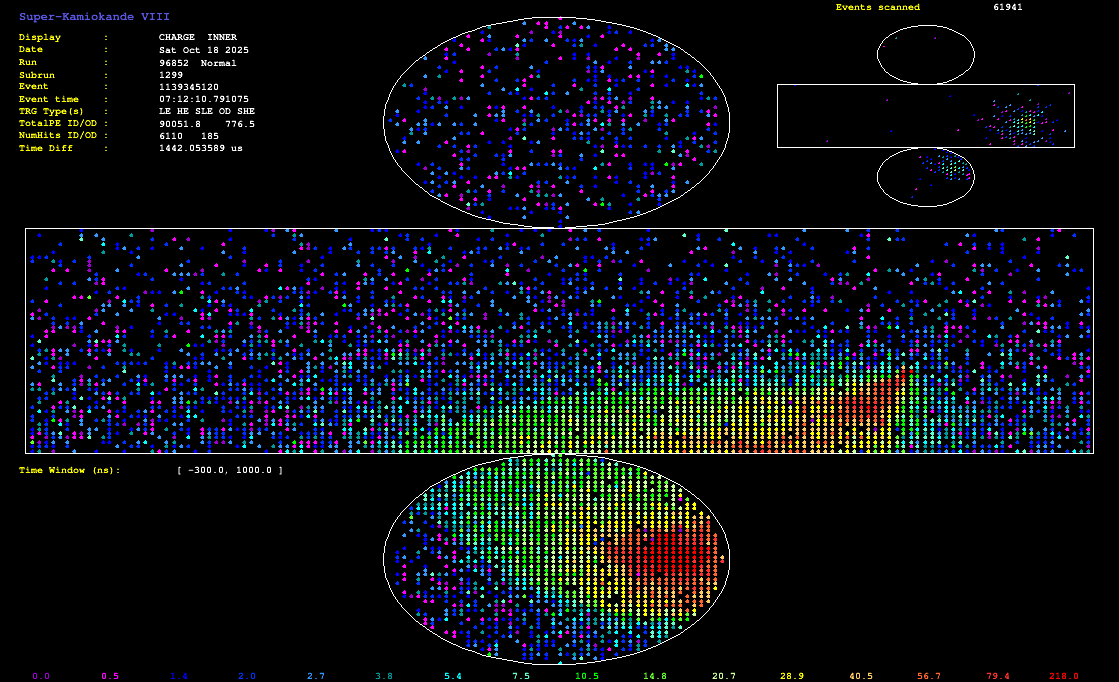 Super-Kamiokande VIII
Events scanned 61941
Display : CHARGE INNER
Date : Sat Oct 18 2025
Run : 96852 Normal
Subrun : 1299
Event : 1139345120
Event time : 07:12:10.791075
TRG Type(s) : LE HE SLE OD SHE
TotalPE ID/OD : 90051.8 776.5
NumHits ID/OD : 6110 185
Time Diff : 1442.053589 us
Time Window (ns): [ -300.0, 1000.0 ]
0.0 0.5 1.4 2.0 2.7 3.8 5.4 7.5 10.5 14.8 20.7 28.9 40.5 56.7 79.4 218.0